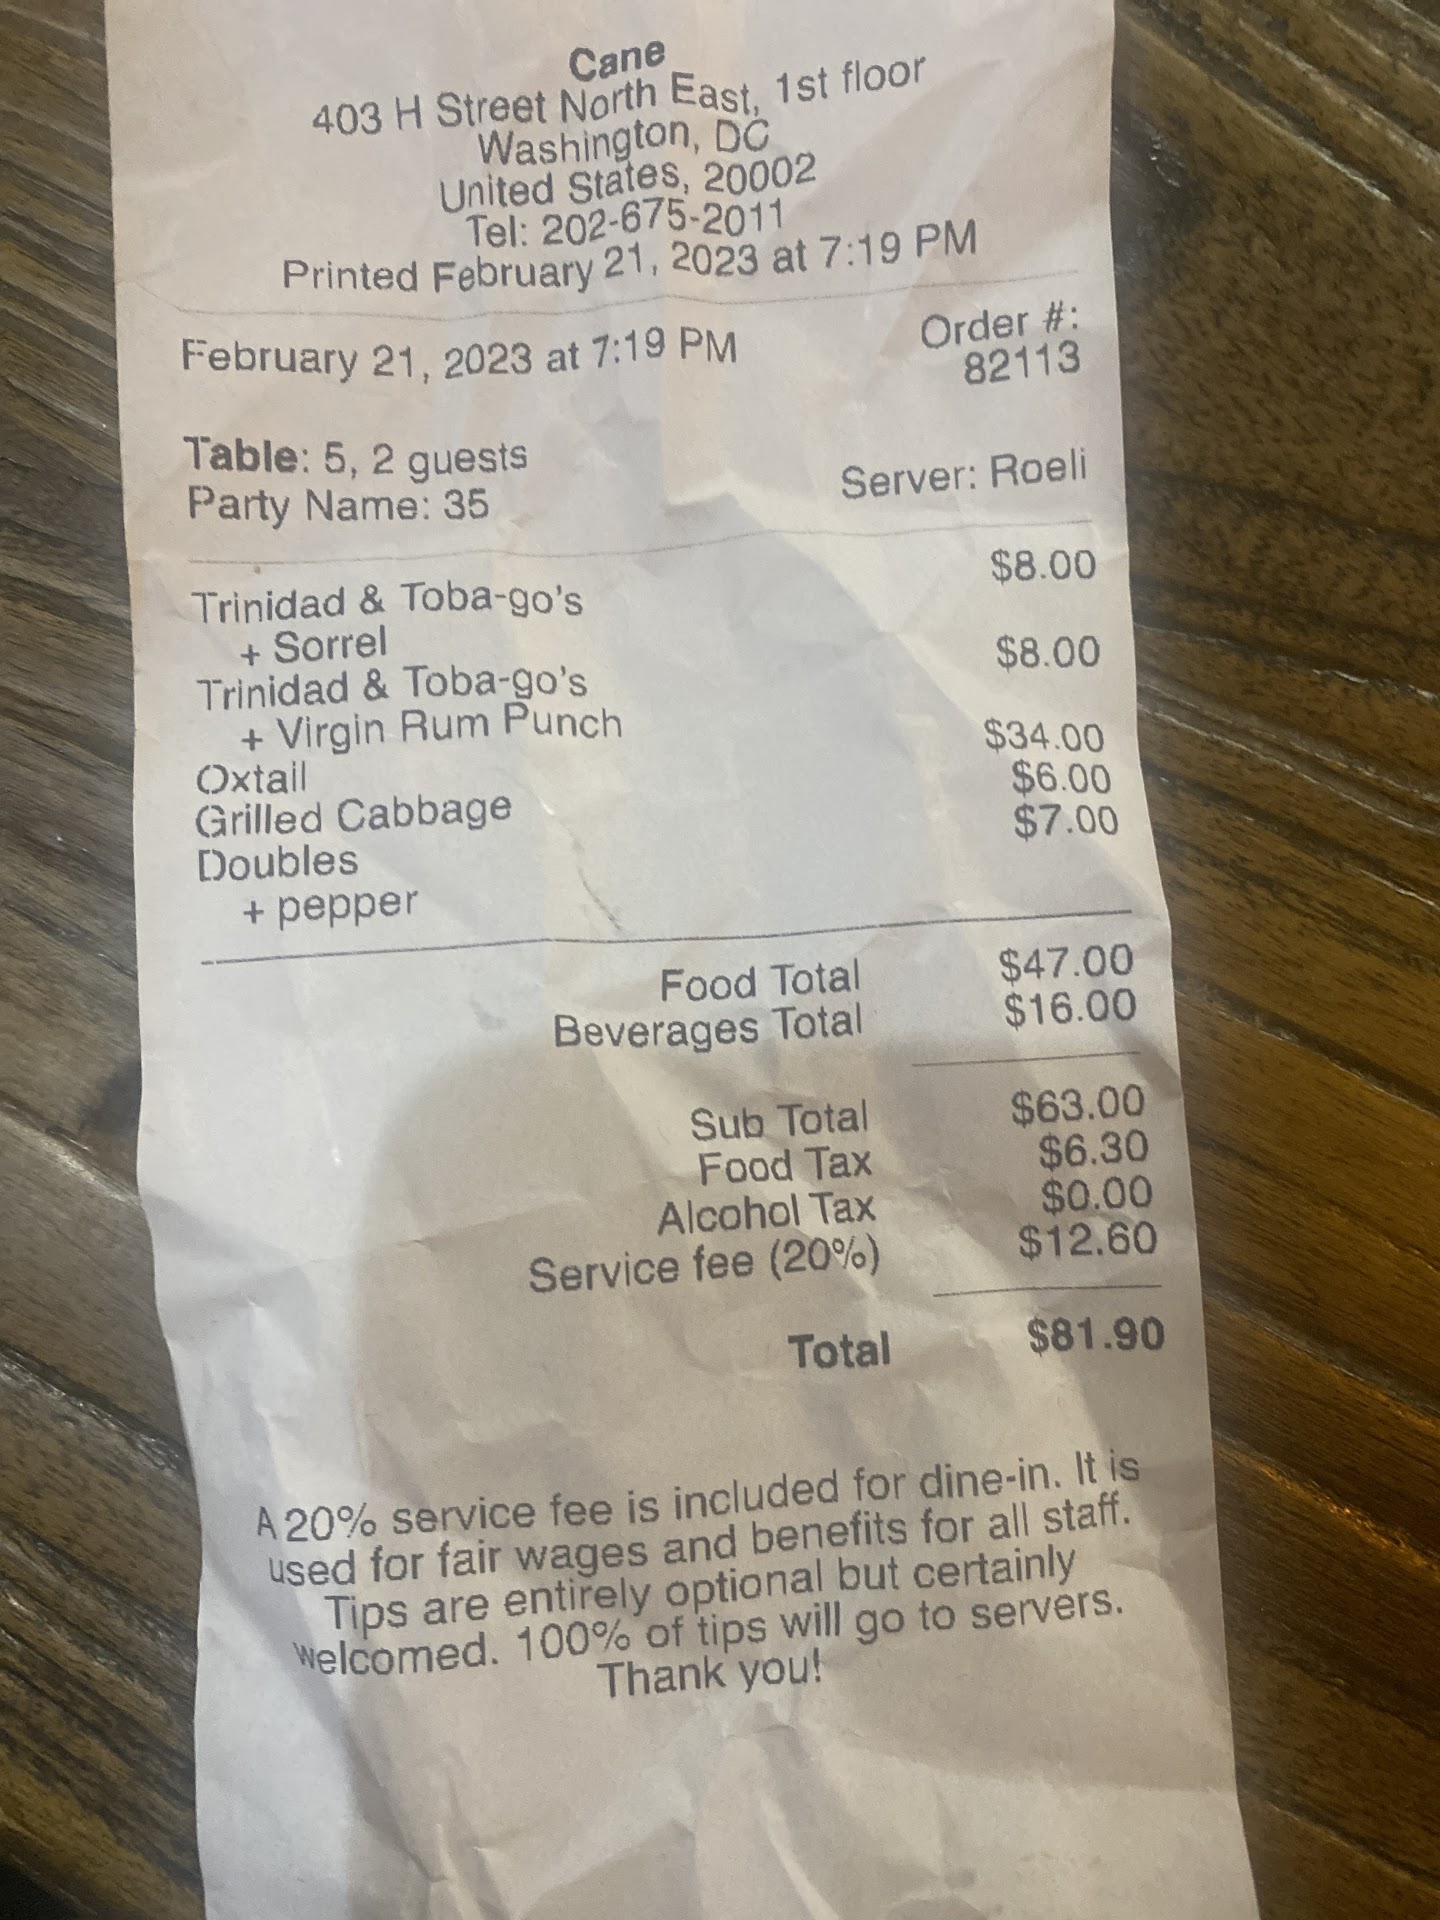 Cane
403 H Street North East, 1st floor
Washington, DC
United States, 20002
Tel: 202-675-2011
Printed February 21, 2023 at 7:19 PM
February 21, 2023 at 7:19 PM Order #:
82113
Table: 5, 2 guests
Party Name: 35 Server: Roeli
Trinidad & Toba-go's $8.00
+ Sorrel
Trinidad & Toba-go's $8.00
+ Virgin Rum Punch
Oxtail $34.00
Grilled Cabbage $6.00
Doubles $7.00
+ pepper
Food Total $47.00
Beverages Total $16.00
Sub Total $63.00
Food Tax $6.30
Alcohol Tax $0.00
Service fee (20%) $12.60
Total $81.90
A 20% service fee is included for dine-in. It is
used for fair wages and benefits for all staff.
Tips are entirely optional but certainly
welcomed. 100% of tips will go to servers.
Thank you!